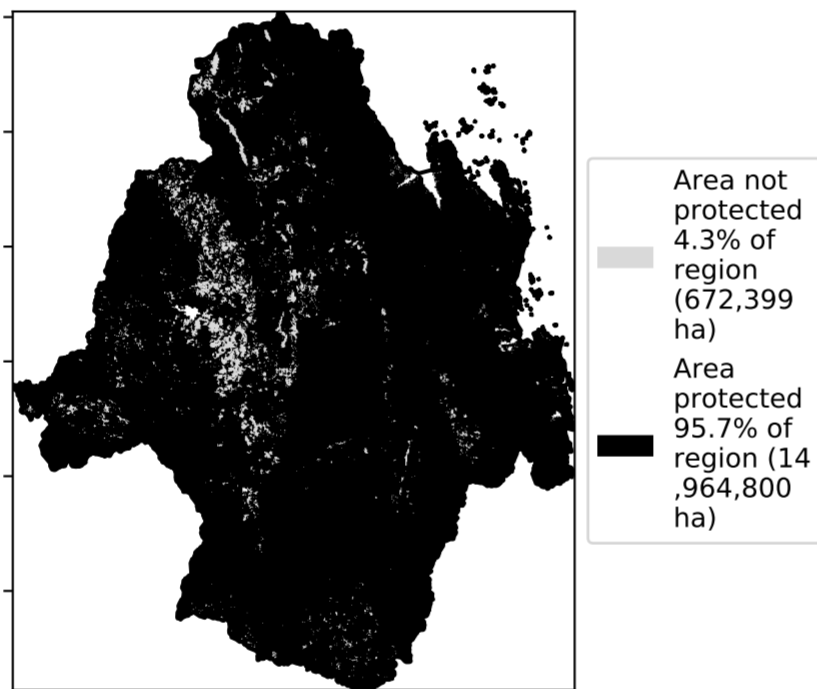 Area not
protected
4.3% of
region
(672,399
ha)
Area
protected
95.7% of
region (14
,964,800
ha)